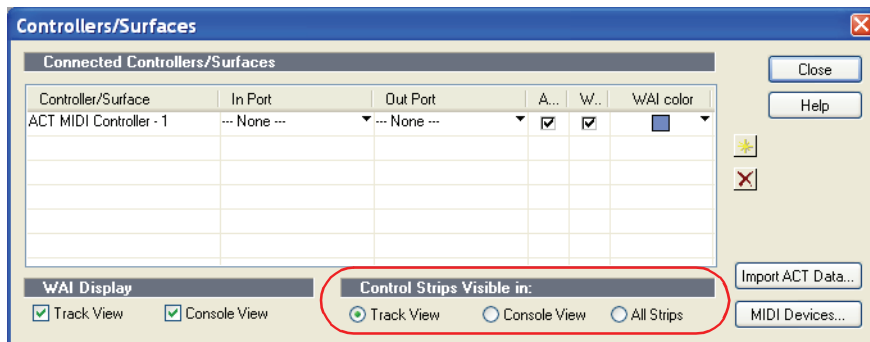 Controllers/Surfaces
Connected Controllers/Surfaces
Close
Controller/Surface In Port Out Port A... W... WAI color
Help
ACT MIDI Controller - 1 --- None --- --- None ---
Import ACT Data...
WAI Display Control Strips Visible in:
Track View Console View Track View Console View All Strips
MIDI Devices...